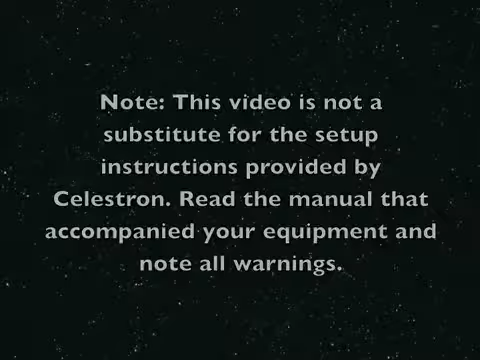 Note: This video is not a
substitute for the setup
instructions provided by
Celestron. Read the manual that
accompanied your equipment and
note all warnings.